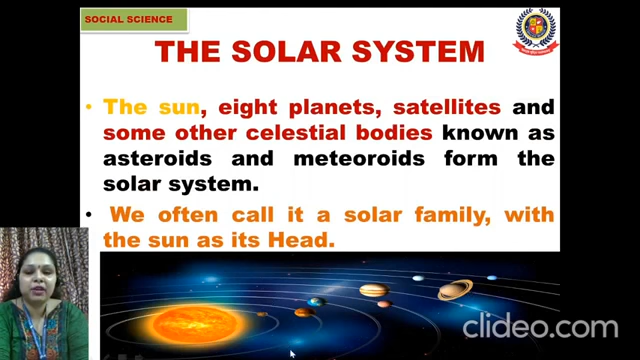 SOCIAL SCIENCE
THE SOLAR SYSTEM
• The sun, eight planets, satellites and
some other celestial bodies known as
asteroids and meteoroids form the
solar system.
• We often call it a solar family, with
the sun as its Head.
clideo.com